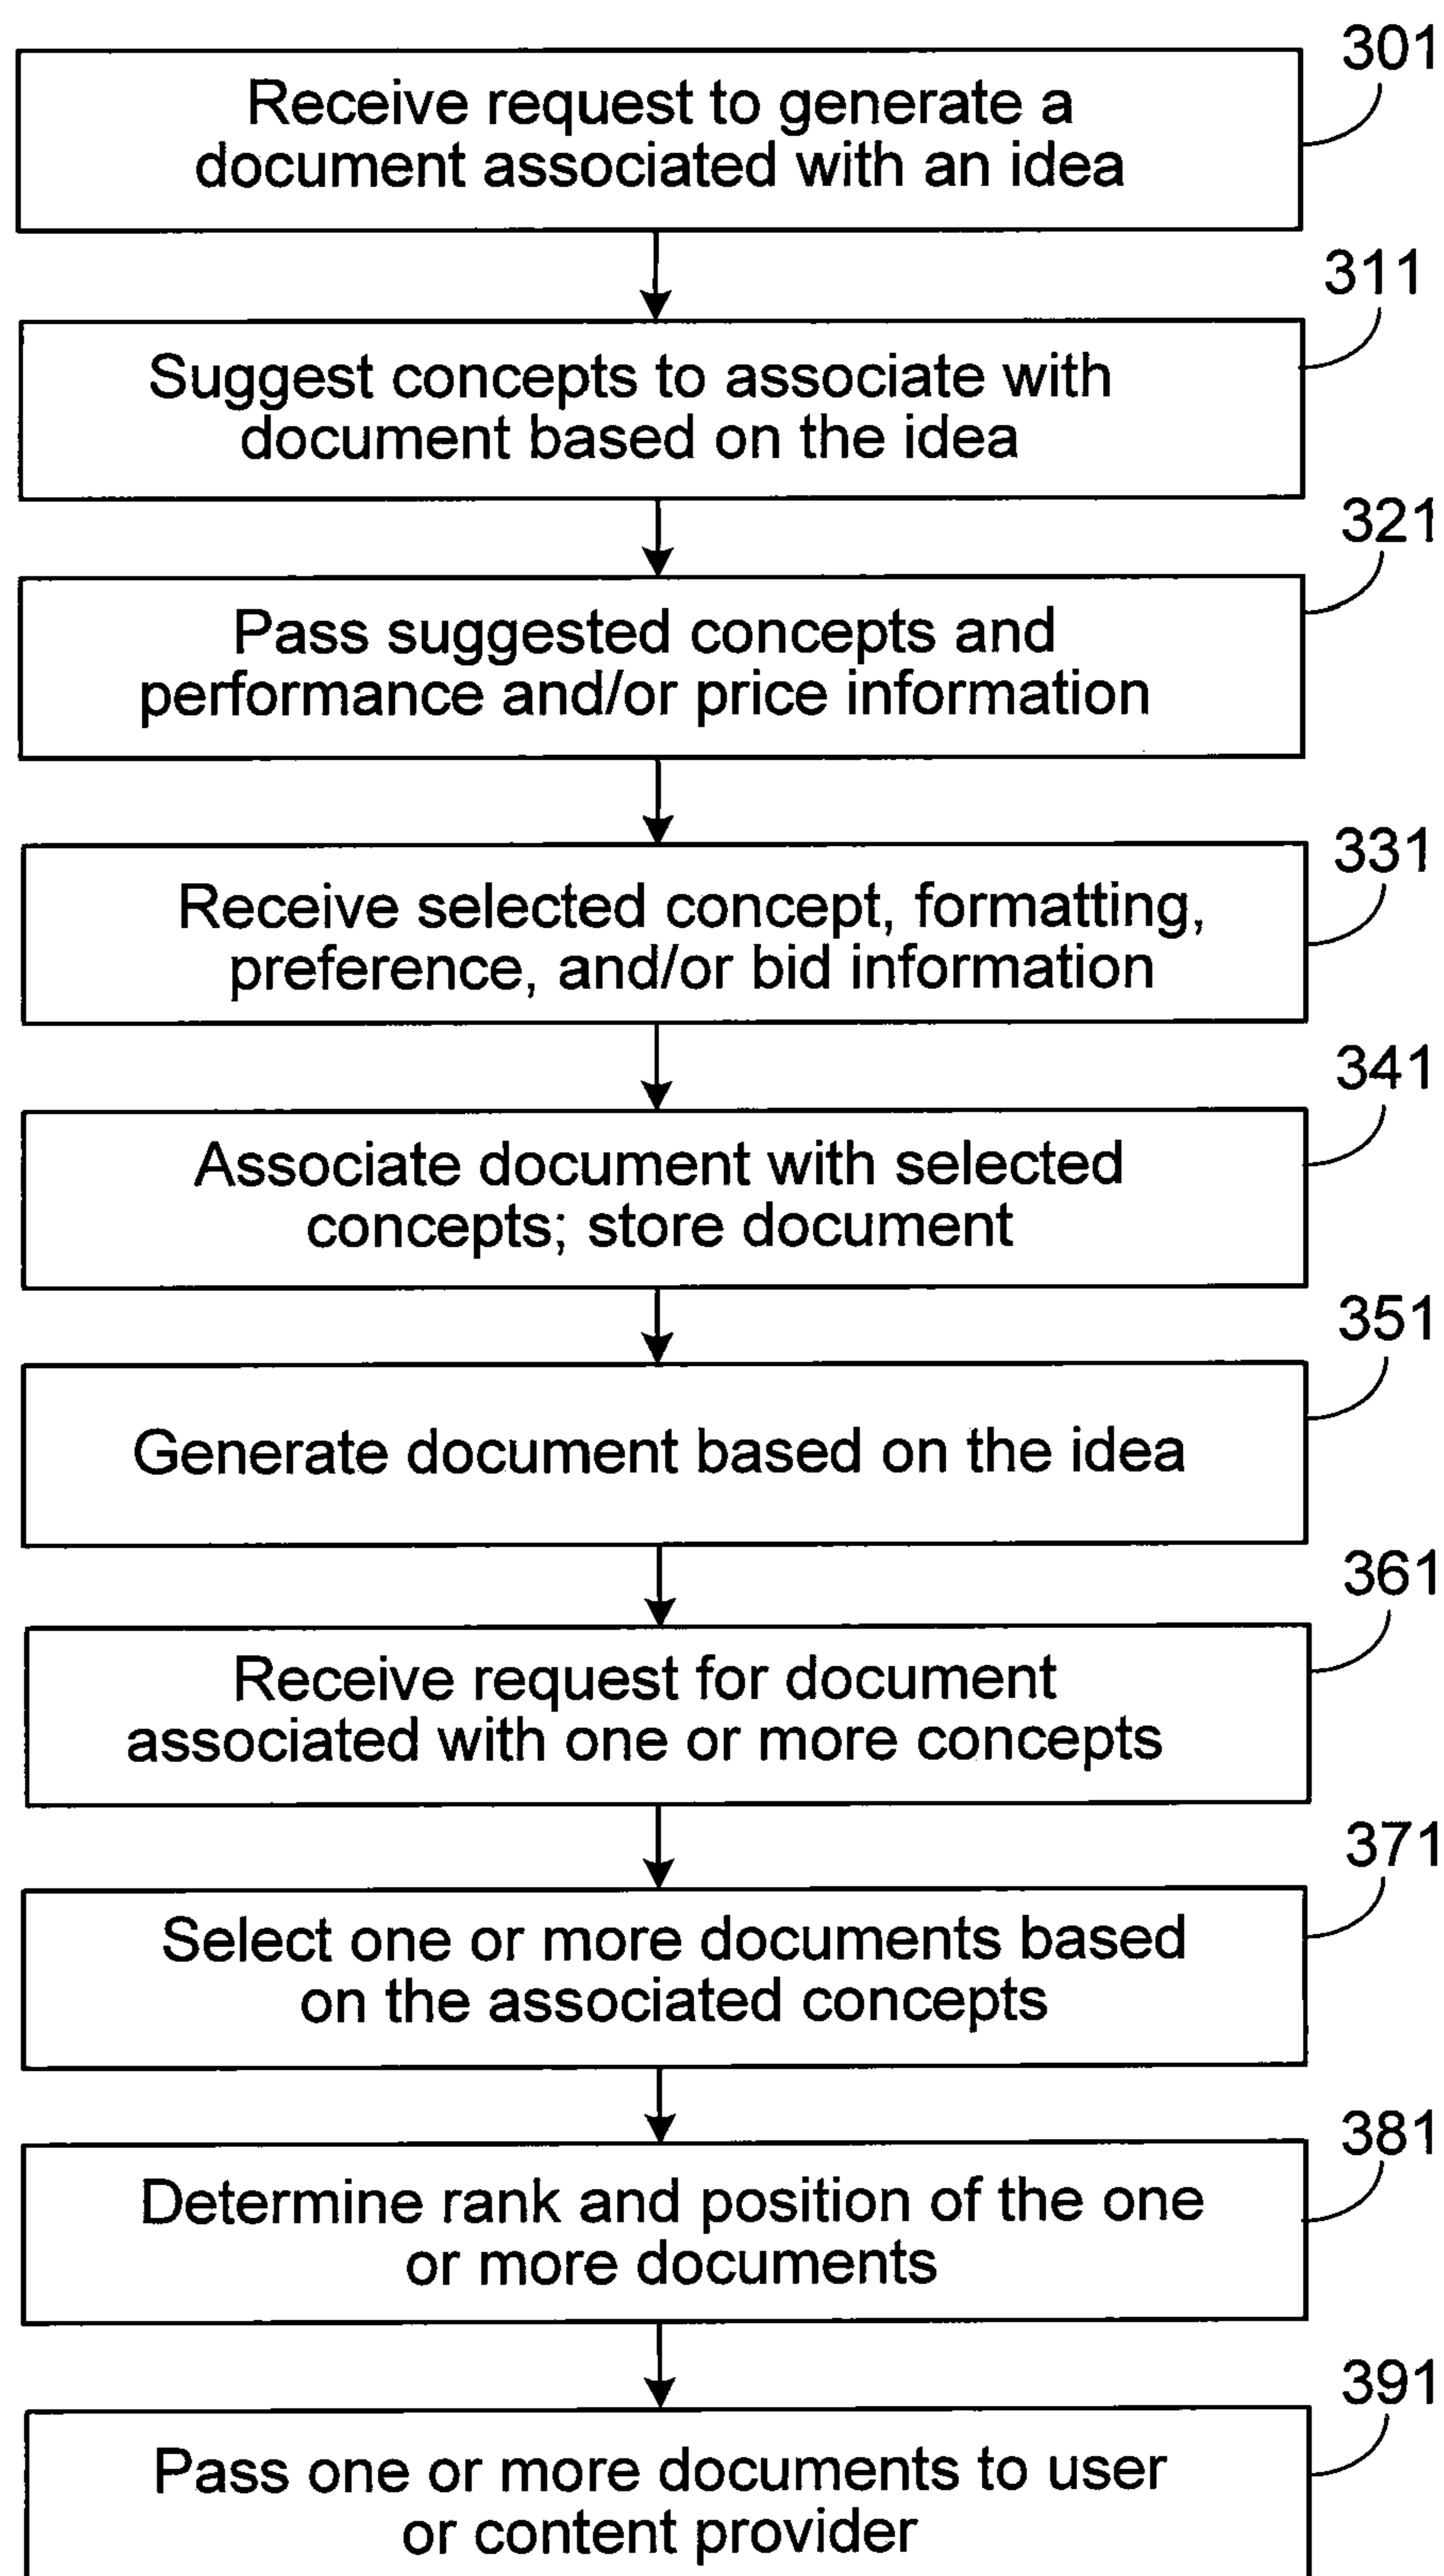 301
Receive request to generate a
document associated with an idea
311
Suggest concepts to associate with
document based on the idea
321
Pass suggested concepts and
performance and/or price information
331
Receive selected concept, formatting,
preference, and/or bid information
341
Associate document with selected
concepts; store document
351
Generate document based on the idea
361
Receive request for document
associated with one or more concepts
371
Select one or more documents based
on the associated concepts
381
Determine rank and position of the one
or more documents
391
Pass one or more documents to user
or content provider